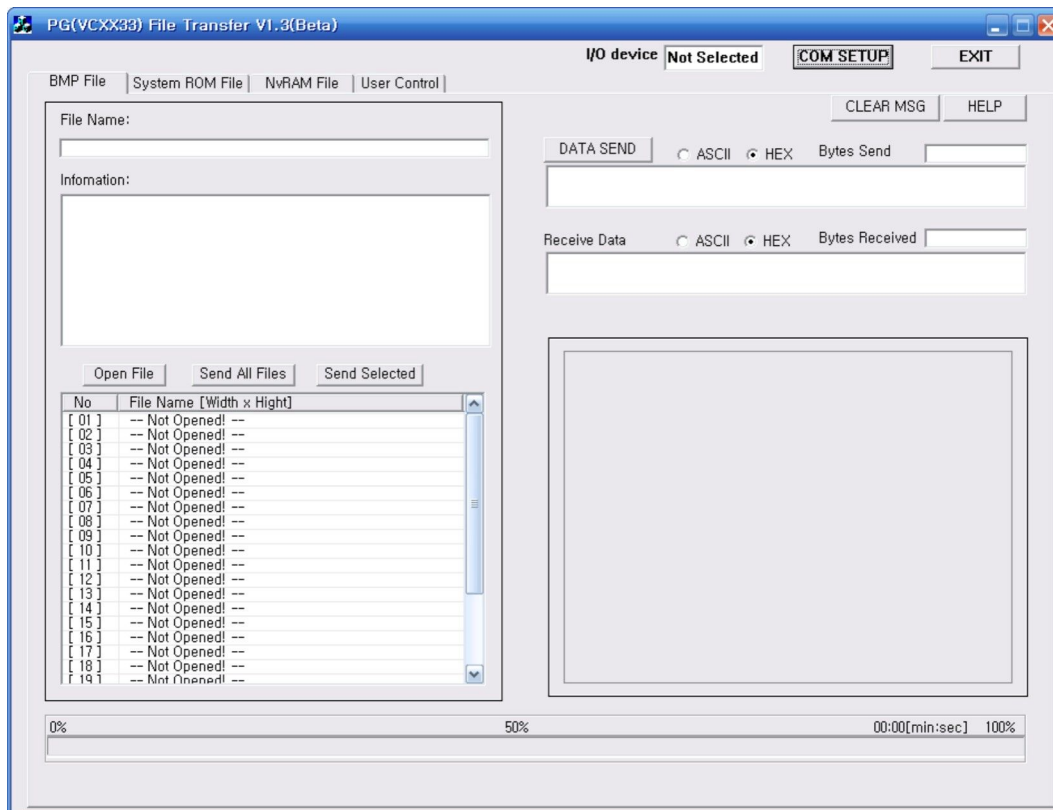 PG(VCXX33) File Transfer V1.3(Beta)
I/O device Not Selected COM SETUP EXIT
BMP File System ROM File NvRAM File User Control
CLEAR MSG HELP
File Name:
DATA SEND ASCII HEX Bytes Send
Infomation:
Receive Data ASCII HEX Bytes Received
Open File Send All Files Send Selected
No File Name [Width x Hight]
[ 01 ] -- Not Opened! --
[ 02 ] -- Not Opened! --
[ 03 ] -- Not Opened! --
[ 04 ] -- Not Opened! --
[ 05 ] -- Not Opened! --
[ 06 ] -- Not Opened! --
[ 07 ] -- Not Opened! --
[ 08 ] -- Not Opened! --
[ 09 ] -- Not Opened! --
[ 10 ] -- Not Opened! --
[ 11 ] -- Not Opened! --
[ 12 ] -- Not Opened! --
[ 13 ] -- Not Opened! --
[ 14 ] -- Not Opened! --
[ 15 ] -- Not Opened! --
[ 16 ] -- Not Opened! --
[ 17 ] -- Not Opened! --
[ 18 ] -- Not Opened! --
[ 19 ] -- Not Opened! --
0% 50% 00:00[min:sec] 100%